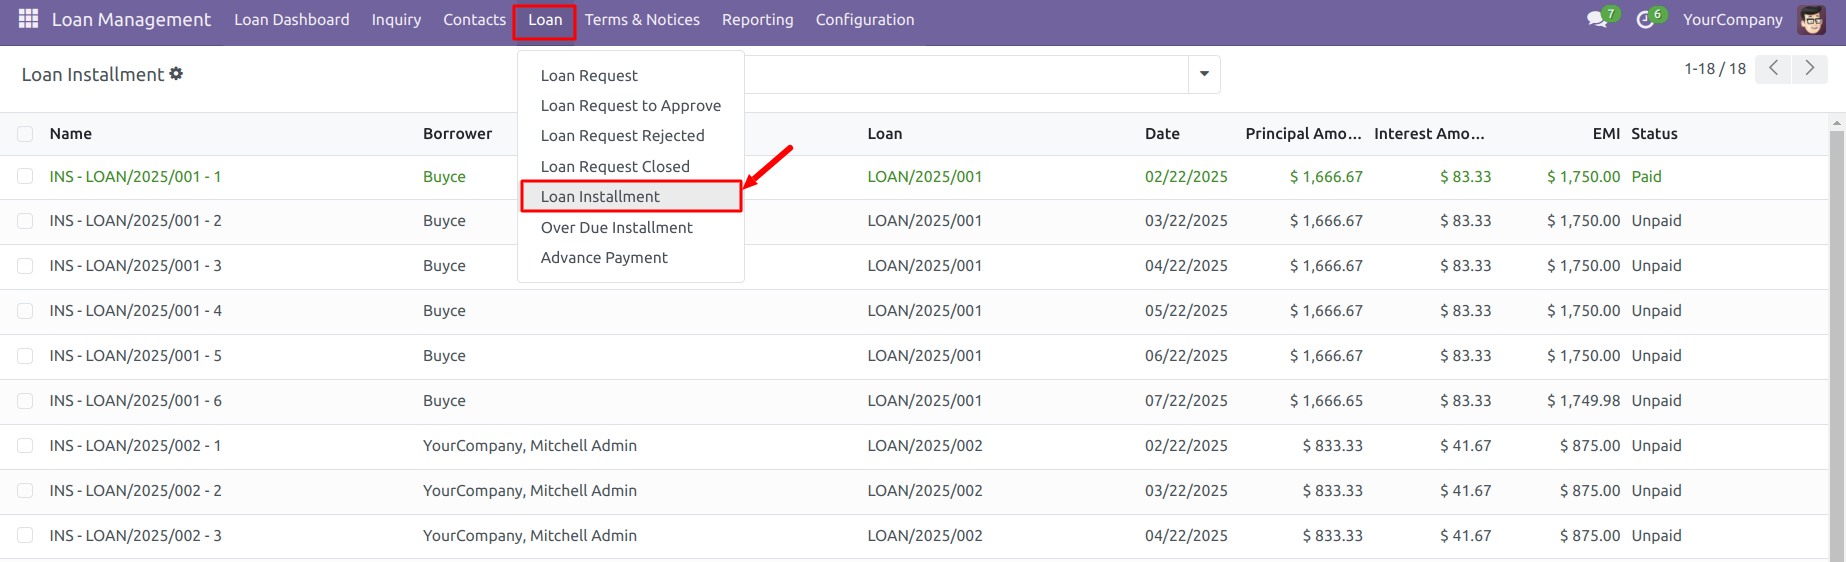 Loan Management Loan Dashboard Inquiry Contacts Loan Terms & Notices Reporting Configuration 7 6 YourCompany
Loan Installment 1-18 / 18
Loan Request
Loan Request to Approve
Loan Request Rejected
Loan Request Closed
Loan Installment
Over Due Installment
Advance Payment
Name Borrower Loan Date Principal Amo... Interest Amo... EMI Status
INS - LOAN/2025/001 - 1 Buyce LOAN/2025/001 02/22/2025 $ 1,666.67 $ 83.33 $ 1,750.00 Paid
INS - LOAN/2025/001 - 2 Buyce LOAN/2025/001 03/22/2025 $ 1,666.67 $ 83.33 $ 1,750.00 Unpaid
INS - LOAN/2025/001 - 3 Buyce LOAN/2025/001 04/22/2025 $ 1,666.67 $ 83.33 $ 1,750.00 Unpaid
INS - LOAN/2025/001 - 4 Buyce LOAN/2025/001 05/22/2025 $ 1,666.67 $ 83.33 $ 1,750.00 Unpaid
INS - LOAN/2025/001 - 5 Buyce LOAN/2025/001 06/22/2025 $ 1,666.67 $ 83.33 $ 1,750.00 Unpaid
INS - LOAN/2025/001 - 6 Buyce LOAN/2025/001 07/22/2025 $ 1,666.65 $ 83.33 $ 1,749.98 Unpaid
INS - LOAN/2025/002 - 1 YourCompany, Mitchell Admin LOAN/2025/002 02/22/2025 $ 833.33 $ 41.67 $ 875.00 Unpaid
INS - LOAN/2025/002 - 2 YourCompany, Mitchell Admin LOAN/2025/002 03/22/2025 $ 833.33 $ 41.67 $ 875.00 Unpaid
INS - LOAN/2025/002 - 3 YourCompany, Mitchell Admin LOAN/2025/002 04/22/2025 $ 833.33 $ 41.67 $ 875.00 Unpaid